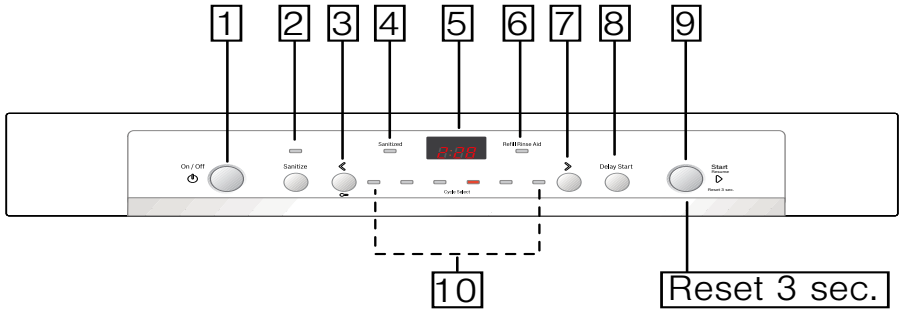 1 2 3 4 5 6 7 8 9
Sanitized
Refill Rinse Aid
On / Off
Sanitize
Delay Start
Start
Resume
Reset 3 sec.
Cycle Select
10
Reset 3 sec.